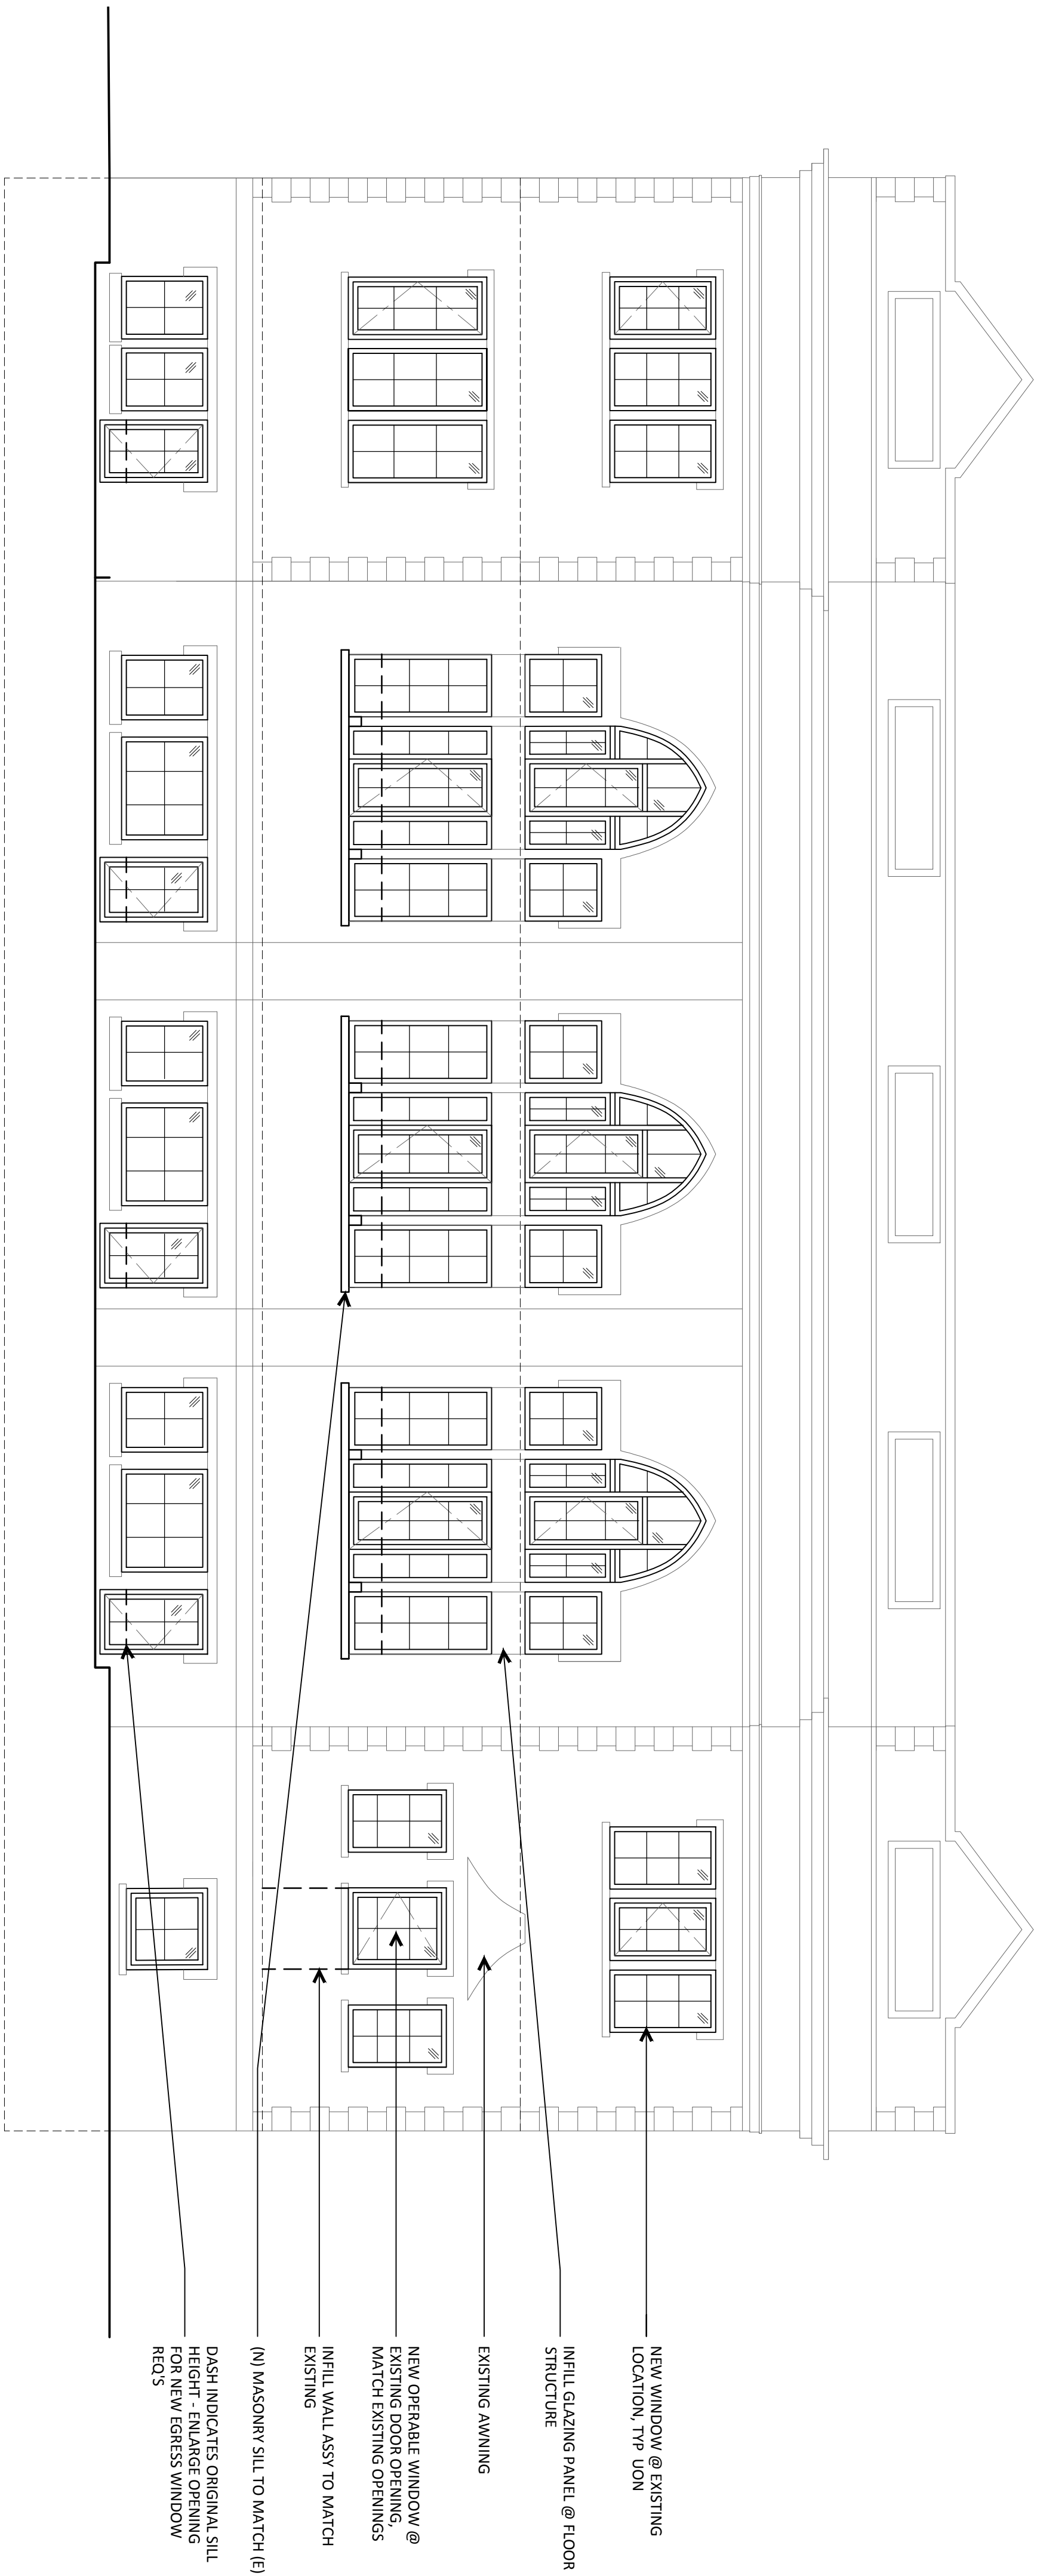 NEW WINDOW @ EXISTING
LOCATION, TYP UON
INFILL GLAZING PANEL @ FLOOR
STRUCTURE
EXISTING AWNING
NEW OPERABLE WINDOW @
EXISTING DOOR OPENING,
MATCH EXISTING OPENINGS
INFILL WALL ASSY TO MATCH
EXISTING
(N) MASONRY SILL TO MATCH (E)
DASH INDICATES ORIGINAL SILL
HEIGHT - ENLARGE OPENING
FOR NEW EGRESS WINDOW
REQ'S